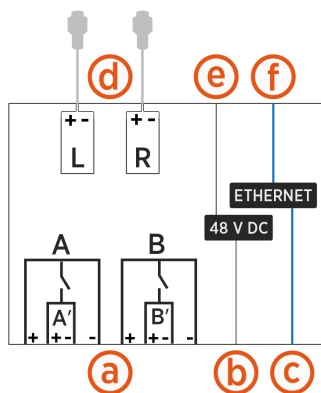 d e f
+ - + -
L R
ETHERNET
48 V DC
A B
A′ B′
+ + - - + + - -
a b c